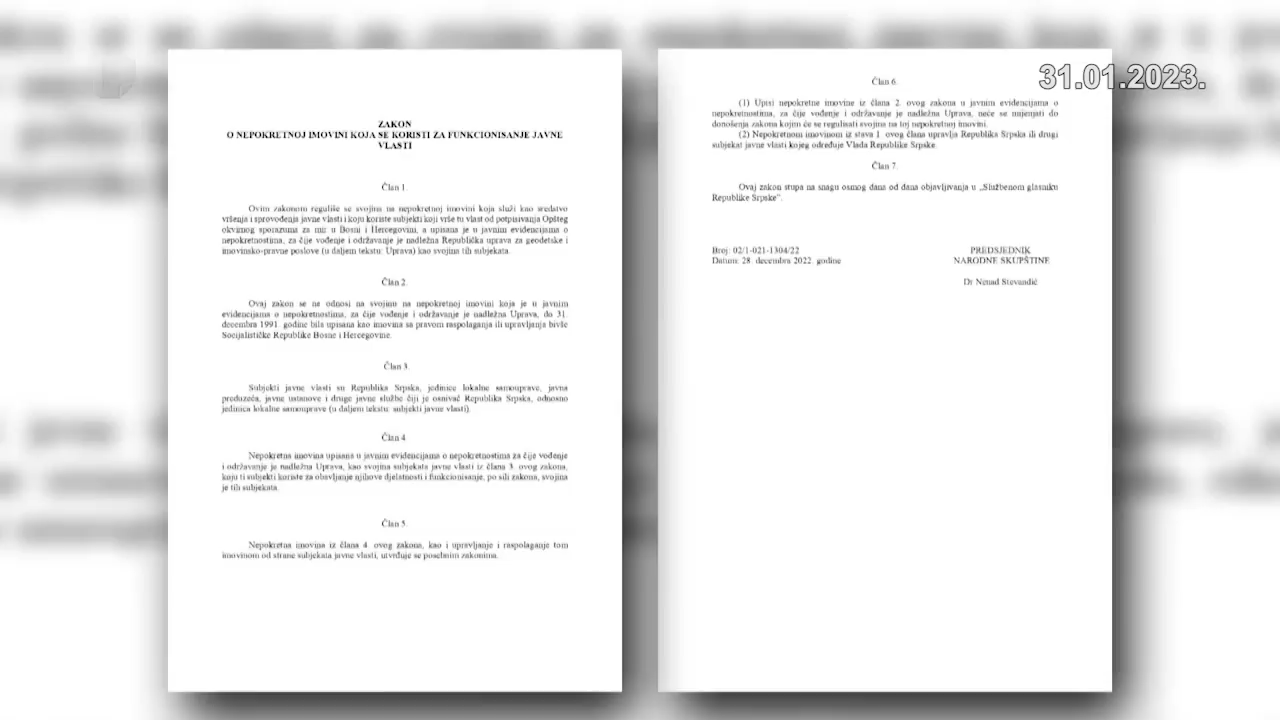 31.01.2023.
ZAKON
O NEPOKRETNOJ IMOVINI KOJA SE KORISTI ZA FUNKCIONISANJE JAVNE
VLASTI
Član 1.
Ovim zakonom reguliše se svojina na nepokretnoj imovini koja služi kao sredstvo
vršenja i sprovođenja javne vlasti i koju koriste subjekti koji vrše tu vlast od potpisivanja Opšteg
okvirnog sporazuma za mir u Bosni i Hercegovini, a upisana je u javnim evidencijama o
nepokretnostima, za čije vođenje i održavanje je nadležna Republička uprava za geodetske i
imovinsko-pravne poslove (u daljem tekstu: Uprava) kao svojina tih subjekata.
Član 2.
Ovaj zakon se ne odnosi na svojinu na nepokretnoj imovini koja je u javnim
evidencijama o nepokretnostima, za čije vođenje i održavanje je nadležna Uprava, do 31.
decembra 1991. godine bila upisana kao imovina sa pravom raspolaganja ili upravljanja bivše
Socijalističke Republike Bosne i Hercegovine.
Član 3.
Subjekti javne vlasti su Republika Srpska, jedinice lokalne samouprave, javna
preduzeća, javne ustanove i druge javne službe čiji je osnivač Republika Srpska, odnosno
jedinica lokalne samouprave (u daljem tekstu: subjekti javne vlasti).
Član 4.
Nepokretna imovina upisana u javnim evidencijama o nepokretnostima za čije vođenje
i održavanje je nadležna Uprava, kao svojina subjekata javne vlasti iz člana 3. ovog zakona,
koju ti subjekti koriste za obavljanje njihove djelatnosti i funkcionisanje, po sili zakona, svojina
je tih subjekata.
Član 5.
Nepokretna imovina iz člana 4. ovog zakona, kao i upravljanje i raspolaganje tom
imovinom od strane subjekata javne vlasti, utvrđuje se posebnim zakonima.
Član 6.
(1) Upisi nepokretne imovine iz člana 2. ovog zakona u javnim evidencijama o
nepokretnostima, za čije vođenje i održavanje je nadležna Uprava, neće se mijenjati do
donošenja zakona kojim će se regulisati svojina na toj nepokretnoj imovini.
(2) Nepokretnom imovinom iz stava 1. ovog člana upravlja Republika Srpska ili drugi
subjekat javne vlasti kojeg određuje Vlada Republike Srpske.
Član 7.
Ovaj zakon stupa na snagu osmog dana od dana objavljivanja u „Službenom glasniku
Republike Srpske“.
Broj: 02/1-021-1304/22
Datum: 28. decembra 2022. godine
PREDSJEDNIK
NARODNE SKUPŠTINE
Dr Nenad Stevandić